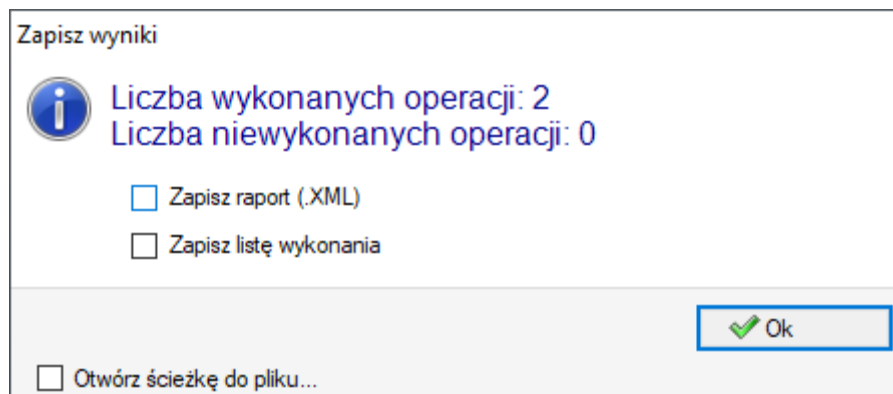 Zapisz wyniki
Liczba wykonanych operacji: 2
Liczba niewykonanych operacji: 0
Zapisz raport (.XML)
Zapisz listę wykonania
Ok
Otwórz ścieżkę do pliku...